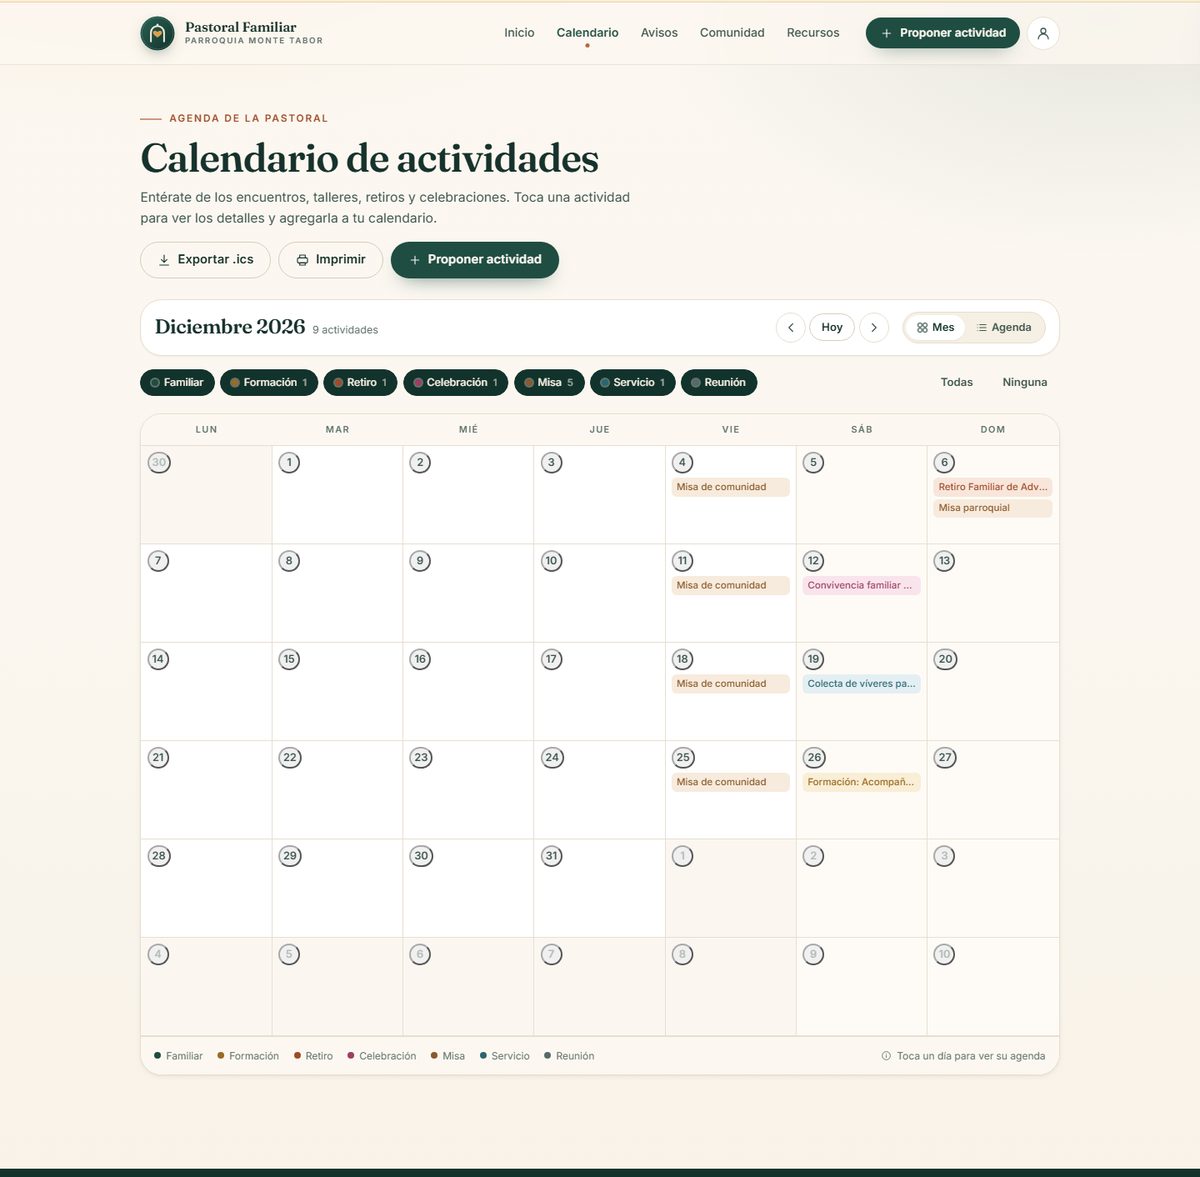 Pastoral Familiar
PARROQUIA MONTE TABOR
Inicio Calendario Avisos Comunidad Recursos
Proponer actividad
AGENDA DE LA PASTORAL
Calendario de actividades
Entérate de los encuentros, talleres, retiros y celebraciones. Toca una actividad
para ver los detalles y agregarla a tu calendario.
Exportar .ics Imprimir Proponer actividad
Diciembre 2026 9 actividades
Hoy Mes Agenda
Familiar Formación 1 Retiro 1 Celebración 1 Misa 5 Servicio 1 Reunión
Todas Ninguna
LUN MAR MIÉ JUE VIE SÁB DOM
30 1 2 3 4 5 6
Misa de comunidad Retiro Familiar de Adv...
Misa parroquial
7 8 9 10 11 12 13
Misa de comunidad Convivencia familiar ...
14 15 16 17 18 19 20
Misa de comunidad Colecta de víveres pa...
21 22 23 24 25 26 27
Misa de comunidad Formación: Acompañ...
28 29 30 31 1 2 3
4 5 6 7 8 9 10
Familiar Formación Retiro Celebración Misa Servicio Reunión
Toca un día para ver su agenda